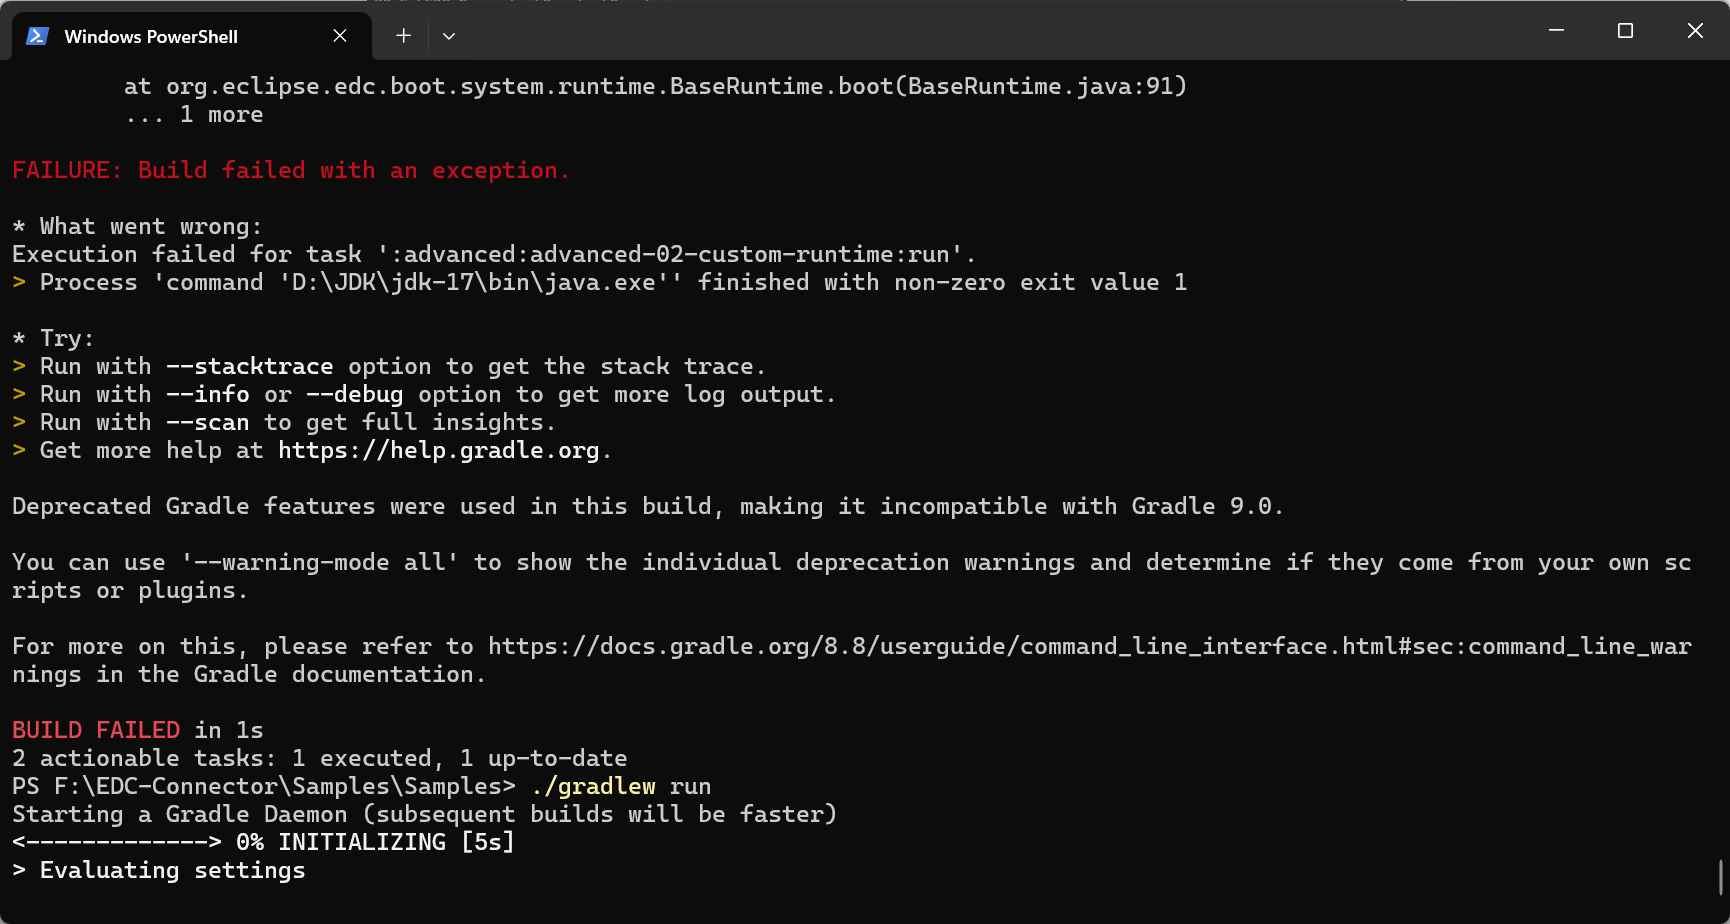 Windows PowerShell
at org.eclipse.edc.boot.system.runtime.BaseRuntime.boot(BaseRuntime.java:91)
... 1 more
FAILURE: Build failed with an exception.
* What went wrong:
Execution failed for task ':advanced:advanced-02-custom-runtime:run'.
> Process 'command 'D:\JDK\jdk-17\bin\java.exe'' finished with non-zero exit value 1
* Try:
> Run with --stacktrace option to get the stack trace.
> Run with --info or --debug option to get more log output.
> Run with --scan to get full insights.
> Get more help at https://help.gradle.org.
Deprecated Gradle features were used in this build, making it incompatible with Gradle 9.0.
You can use '--warning-mode all' to show the individual deprecation warnings and determine if they come from your own sc
ripts or plugins.
For more on this, please refer to https://docs.gradle.org/8.8/userguide/command_line_interface.html#sec:command_line_war
nings in the Gradle documentation.
BUILD FAILED in 1s
2 actionable tasks: 1 executed, 1 up-to-date
PS F:\EDC-Connector\Samples\Samples> ./gradlew run
Starting a Gradle Daemon (subsequent builds will be faster)
<-------------> 0% INITIALIZING [5s]
> Evaluating settings